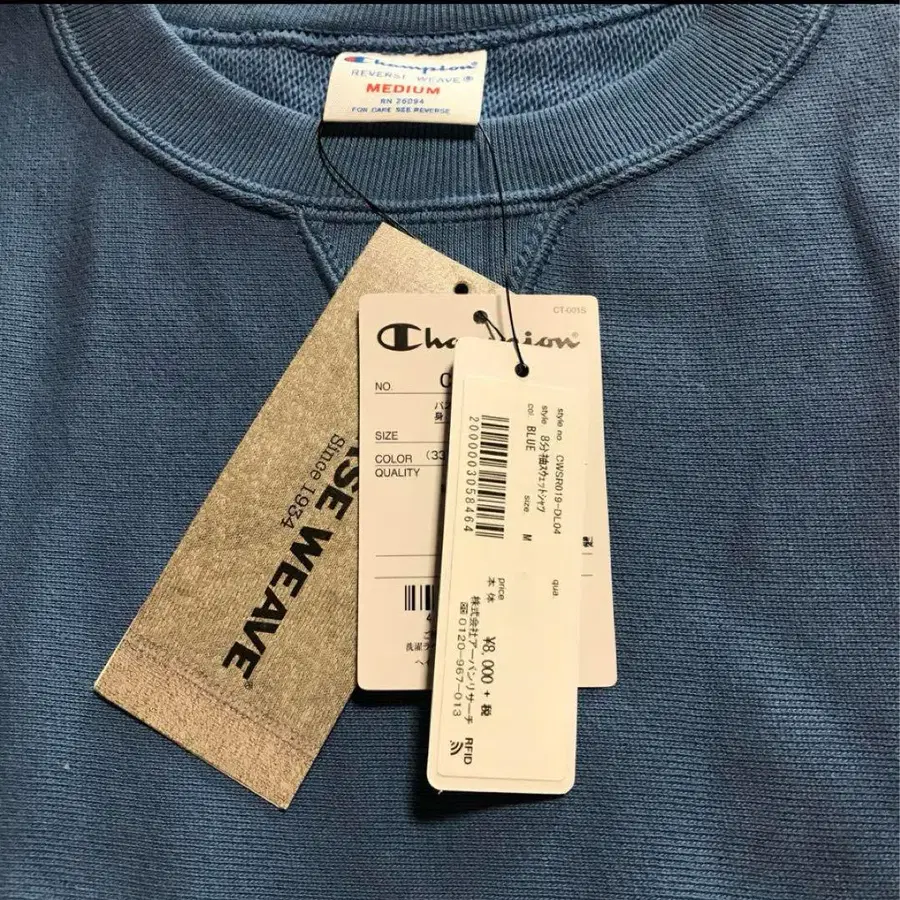 Champion®
REVERSE WEAVE®
MEDIUM
RN 26094
FOR CARE SEE REVERSE
WEAVE®
Since 1934
CT-001S
Champion®
NO.
SIZE
COLOR (33
QUALITY
style no. CWSR019-DL04
style 8分袖スウェットシャツ
col. BLUE
size. M
qua.
2000003058464
price
本体 ¥8,000 + 税
株式会社アーバンリサーチ
0120-967-013
RFID